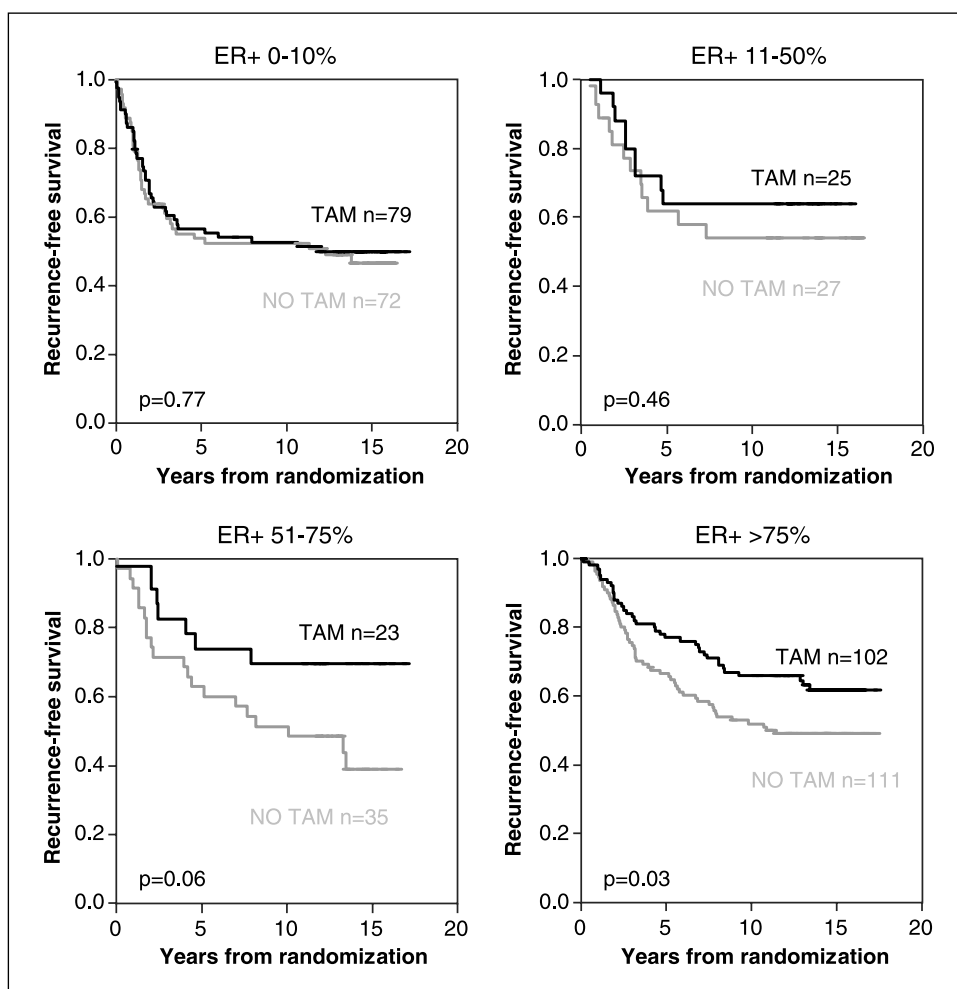 ER+ 0-10%
Recurrence-free survival
1.0
0.8
0.6
0.4
0.2
0.0
TAM n=79
NO TAM n=72
p=0.77
0 5 10 15 20
Years from randomization
ER+ 11-50%
Recurrence-free survival
1.0
0.8
0.6
0.4
0.2
0.0
TAM n=25
NO TAM n=27
p=0.46
0 5 10 15 20
Years from randomization
ER+ 51-75%
Recurrence-free survival
1.0
0.8
0.6
0.4
0.2
0.0
TAM n=23
NO TAM n=35
p=0.06
0 5 10 15 20
Years from randomization
ER+ >75%
Recurrence-free survival
1.0
0.8
0.6
0.4
0.2
0.0
TAM n=102
NO TAM n=111
p=0.03
0 5 10 15 20
Years from randomization